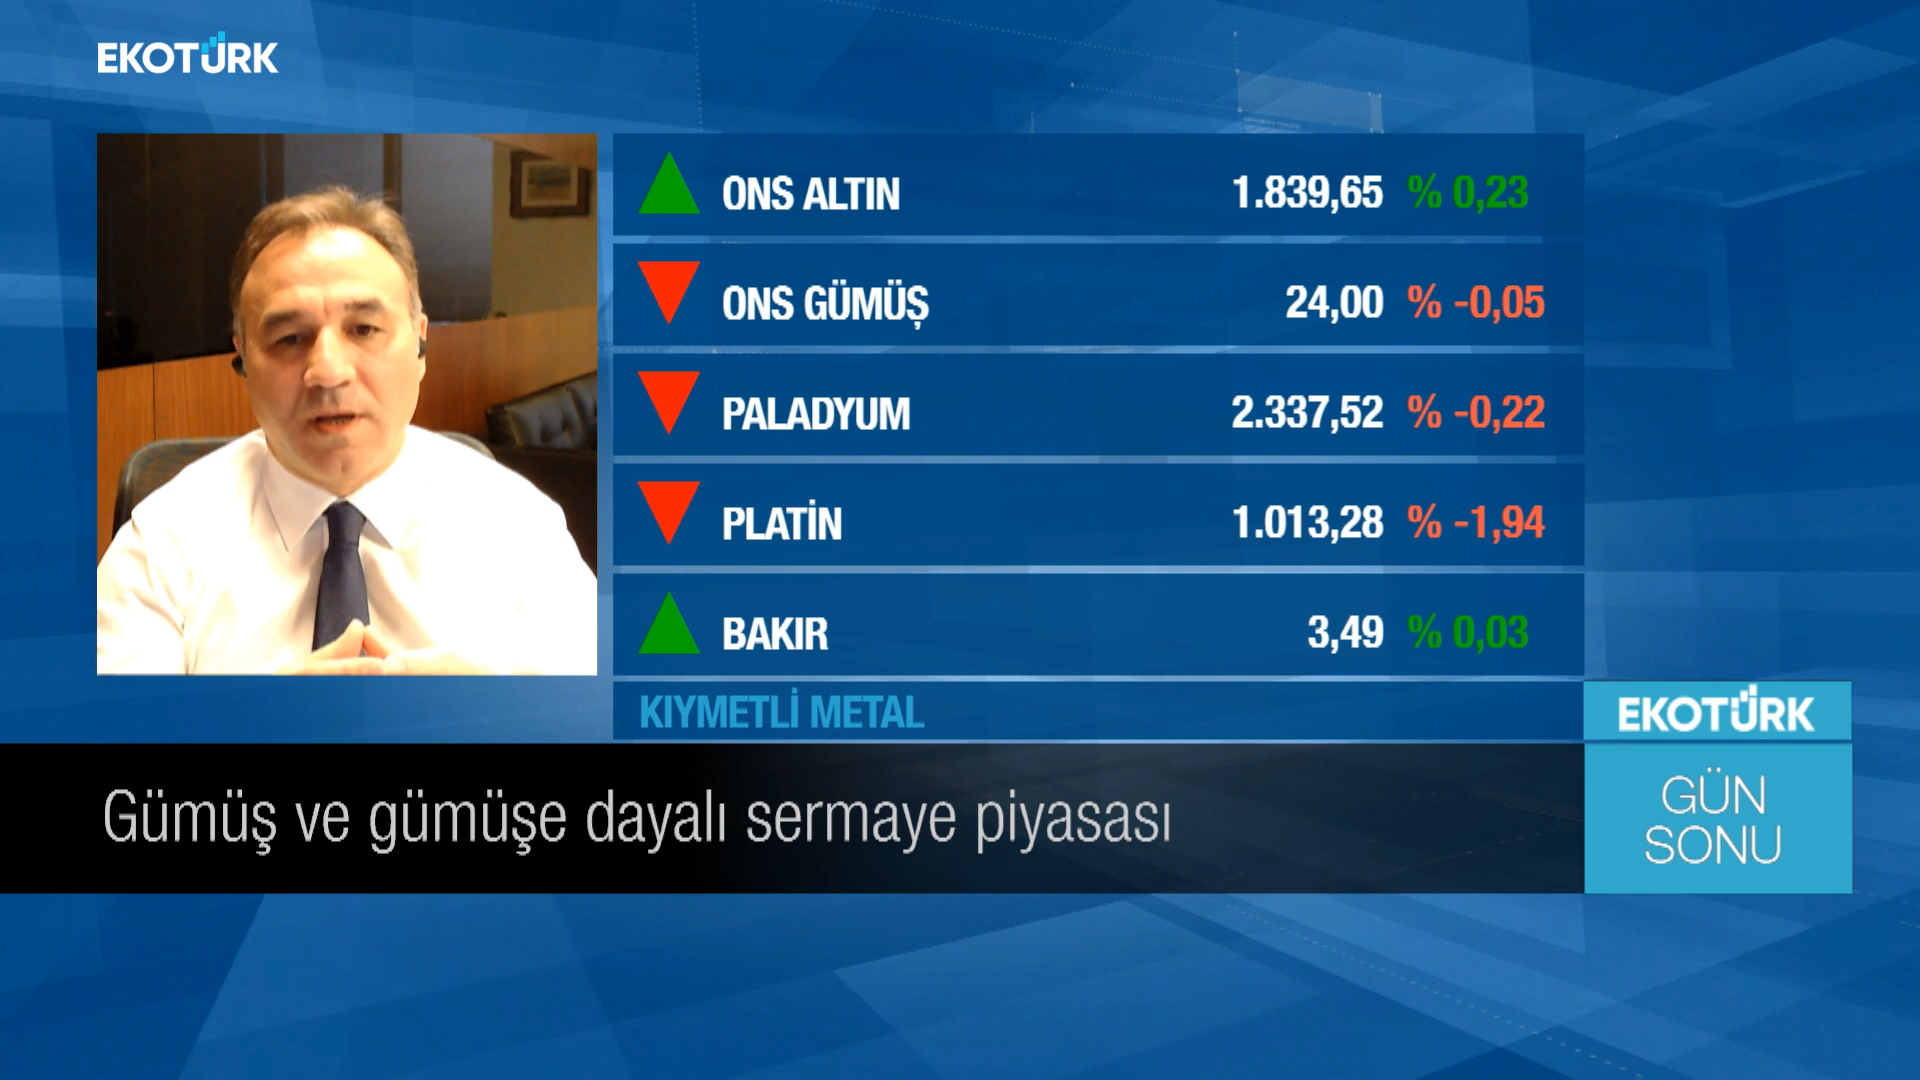 EKOTÜRK
ONS ALTIN 1.839,65 % 0,23
ONS GÜMÜŞ 24,00 % -0,05
PALADYUM 2.337,52 % -0,22
PLATİN 1.013,28 % -1,94
BAKIR 3,49 % 0,03
KIYMETLİ METAL
EKOTÜRK
Gümüş ve gümüşe dayalı sermaye piyasası
GÜN
SONU